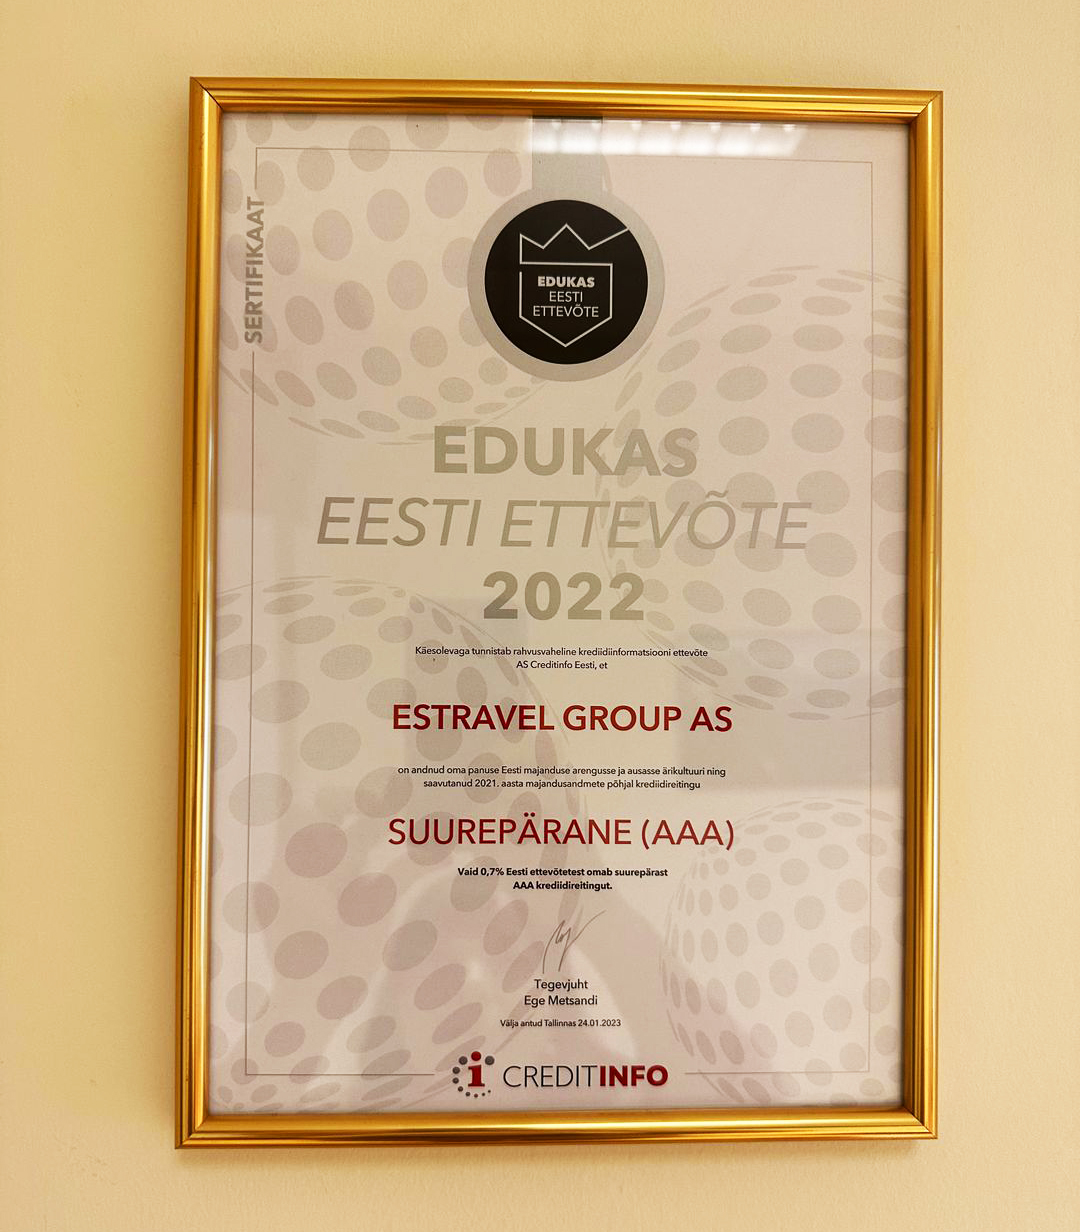 SERTIFIKAAT
EDUKAS
EESTI
ETTEVÕTE
EDUKAS
EESTI ETTEVÕTE
2022
Käesolevaga tunnistab rahvusvaheline krediidiinformatsiooni ettevõte
AS Creditinfo Eesti, et
ESTRAVEL GROUP AS
on andnud oma panuse Eesti majanduse arengusse ja ausasse ärikultuuri ning
saavutanud 2021. aasta majandusandmete põhjal krediidireitingu
SUUREPÄRANE (AAA)
Vaid 0,7% Eesti ettevõtetest omab suurepärast
AAA krediidireitingut.
Tegevjuht
Ege Metsandi
Välja antud Tallinnas 24.01.2023
CREDITINFO